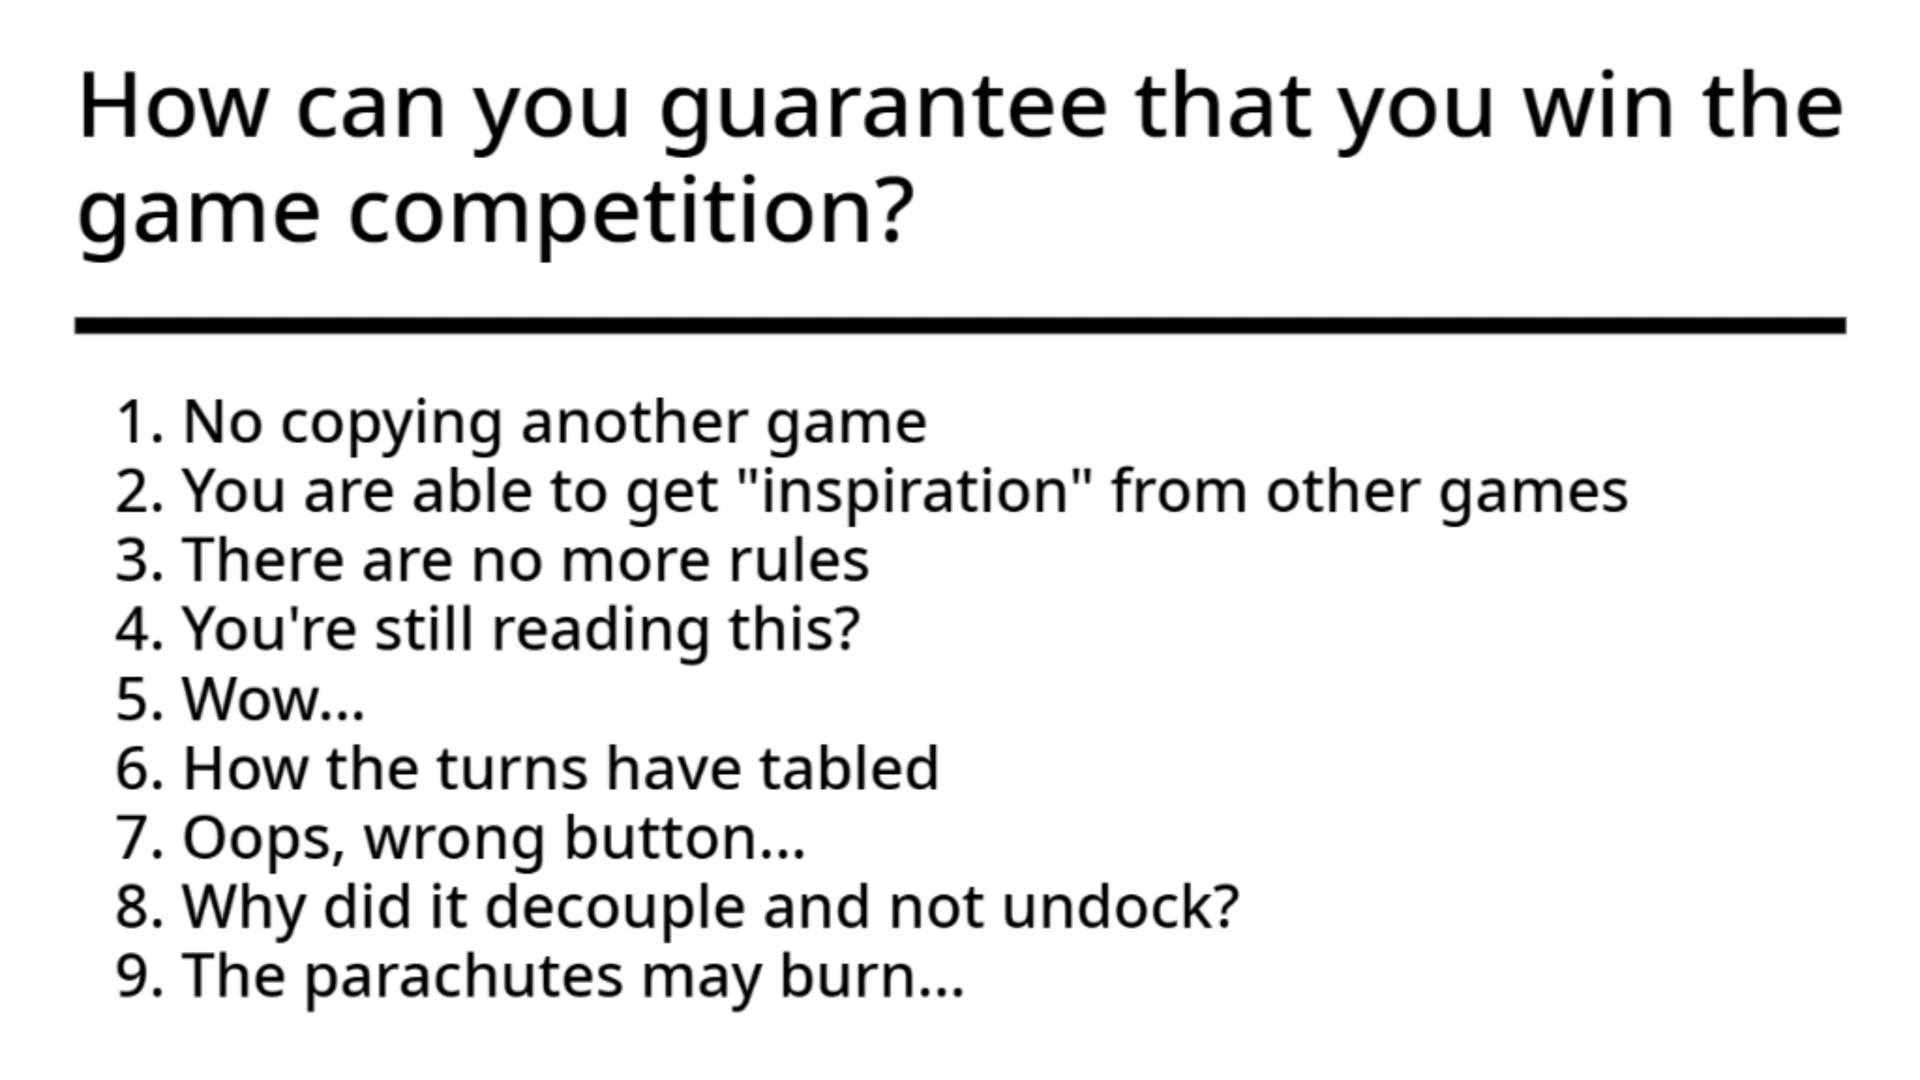 How can you guarantee that you win the
game competition?
1. No copying another game
2. You are able to get "inspiration" from other games
3. There are no more rules
4. You're still reading this?
5. Wow...
6. How the turns have tabled
7. Oops, wrong button...
8. Why did it decouple and not undock?
9. The parachutes may burn...